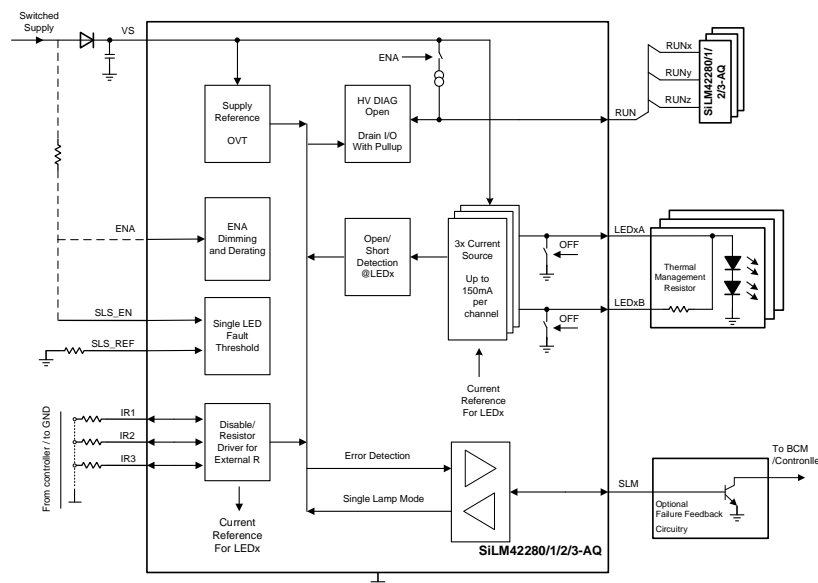 Switched
Supply
VS
ENA
Supply
Reference
OVT
HV DIAG
Open
Drain I/O
With Pullup
RUN
RUNx
RUNy
RUNz
SiLM42280/1/
2/3-AQ
ENA
ENA
Dimming
and Derating
Open/
Short
Detection
@LEDx
3x Current
Source
Up to
150mA
per
channel
OFF
LEDxA
OFF
LEDxB
Thermal
Management
Resistor
SLS_EN
SLS_REF
Single LED
Fault
Threshold
Current
Reference
For LEDx
From controller / to GND
IR1
IR2
IR3
Disable/
Resistor
Driver for
External R
Current
Reference
For LEDx
Error Detection
Single Lamp Mode
SLM
SiLM42280/1/2/3-AQ
Optional
Failure Feedback
Circuitry
To BCM
/Contronlle